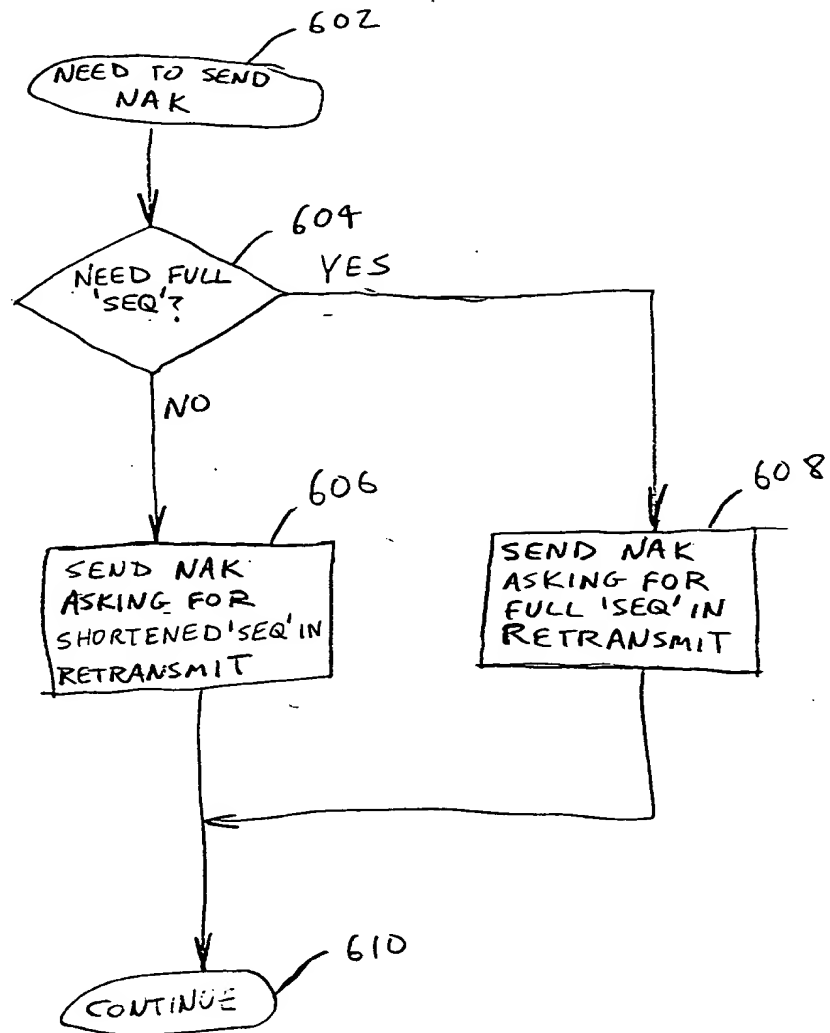 602
NEED TO SEND
NAK
604
NEED FULL
'SEQ'?
YES
NO
606
608
SEND NAK
ASKING FOR
SHORTENED 'SEQ' IN
RETRANSMIT
SEND NAK
ASKING FOR
FULL 'SEQ' IN
RETRANSMIT
610
CONTINUE